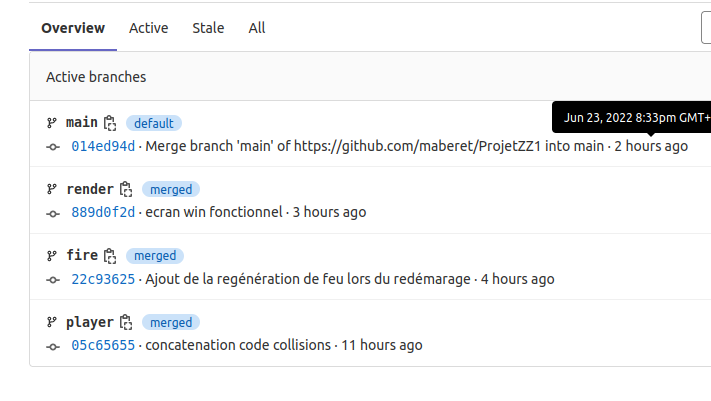 Overview Active Stale All
Active branches
Jun 23, 2022 8:33pm GMT+
main default
014ed94d · Merge branch 'main' of https://github.com/maberet/ProjetZZ1 into main · 2 hours ago
render merged
889d0f2d · ecran win fonctionnel · 3 hours ago
fire merged
22c93625 · Ajout de la regénération de feu lors du redémarage · 4 hours ago
player merged
05c65655 · concatenation code collisions · 11 hours ago